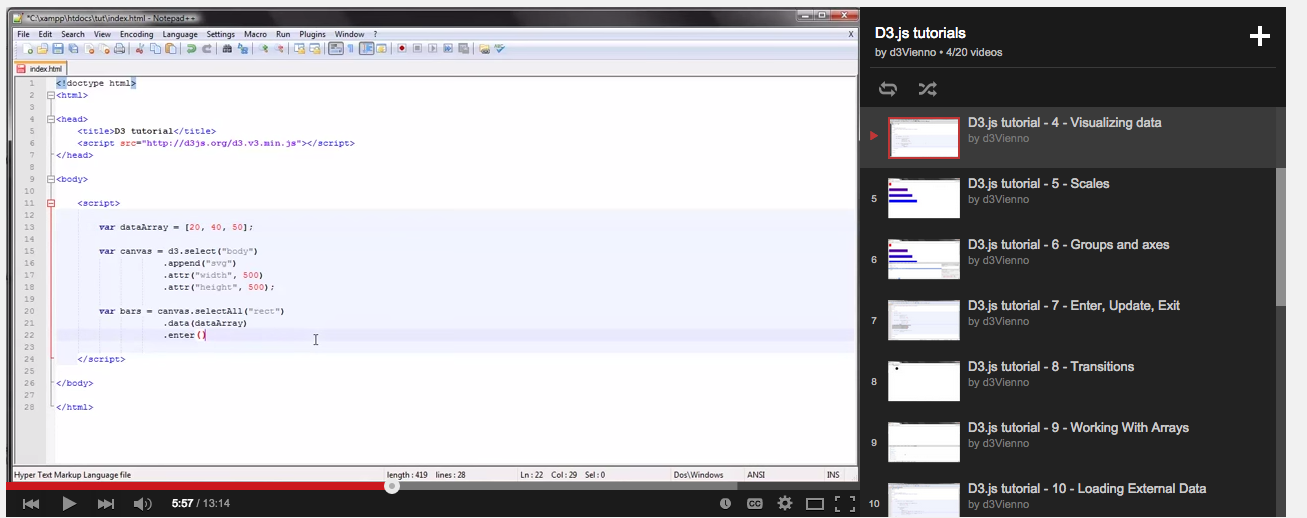 *C:\xampp\htdocs\tut\index.html - Notepad++
File Edit Search View Encoding Language Settings Macro Run Plugins Window ? X
index.html
1 <!doctype html>
2 <html>
3
4 <head>
5 <title>D3 tutorial</title>
6 <script src="http://d3js.org/d3.v3.min.js"></script>
7 </head>
8
9 <body>
10
11 <script>
12
13 var dataArray = [20, 40, 50];
14
15 var canvas = d3.select("body")
16 .append("svg")
17 .attr("width", 500)
18 .attr("height", 500);
19
20 var bars = canvas.selectAll("rect")
21 .data(dataArray)
22 .enter()
23
24 </script>
25
26 </body>
27
28 </html>
Hyper Text Markup Language file length : 419 lines : 28 Ln : 22 Col : 29 Sel : 0 Dos\Windows ANSI INS
5:57 / 13:14 CC
D3.js tutorials
by d3Vienno • 4/20 videos
D3.js tutorial - 4 - Visualizing data
by d3Vienno
5 D3.js tutorial - 5 - Scales
by d3Vienno
6 D3.js tutorial - 6 - Groups and axes
by d3Vienno
7 D3.js tutorial - 7 - Enter, Update, Exit
by d3Vienno
8 D3.js tutorial - 8 - Transitions
by d3Vienno
9 D3.js tutorial - 9 - Working With Arrays
by d3Vienno
10 D3.js tutorial - 10 - Loading External Data
by d3Vienno